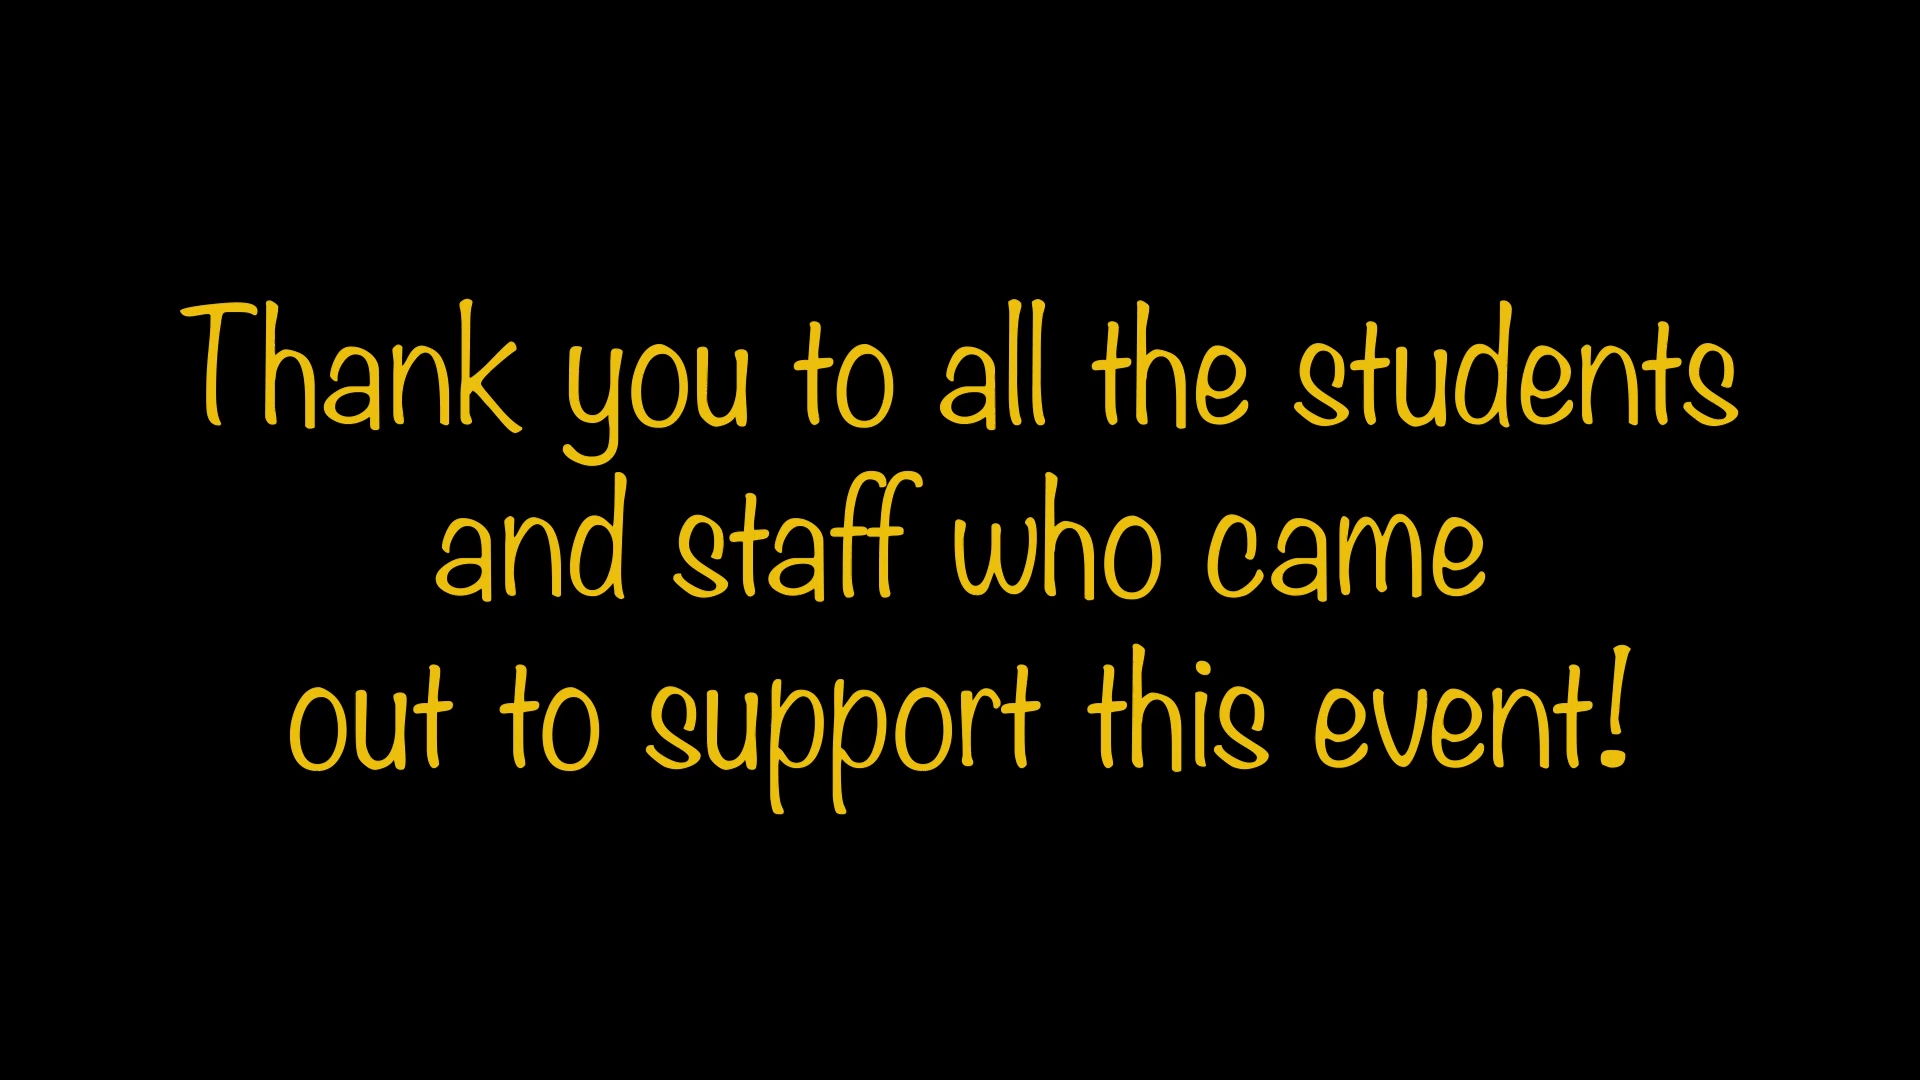 Thank you to all the students
and staff who came
out to support this event!